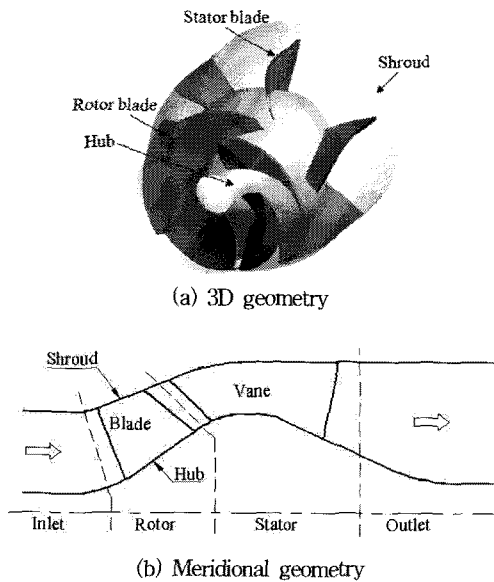 Stator blade
Shroud
Rotor blade
Hub
(a) 3D geometry
Shroud
Vane
Blade
Hub
Inlet
Rotor
Stator
Outlet
(b) Meridional geometry